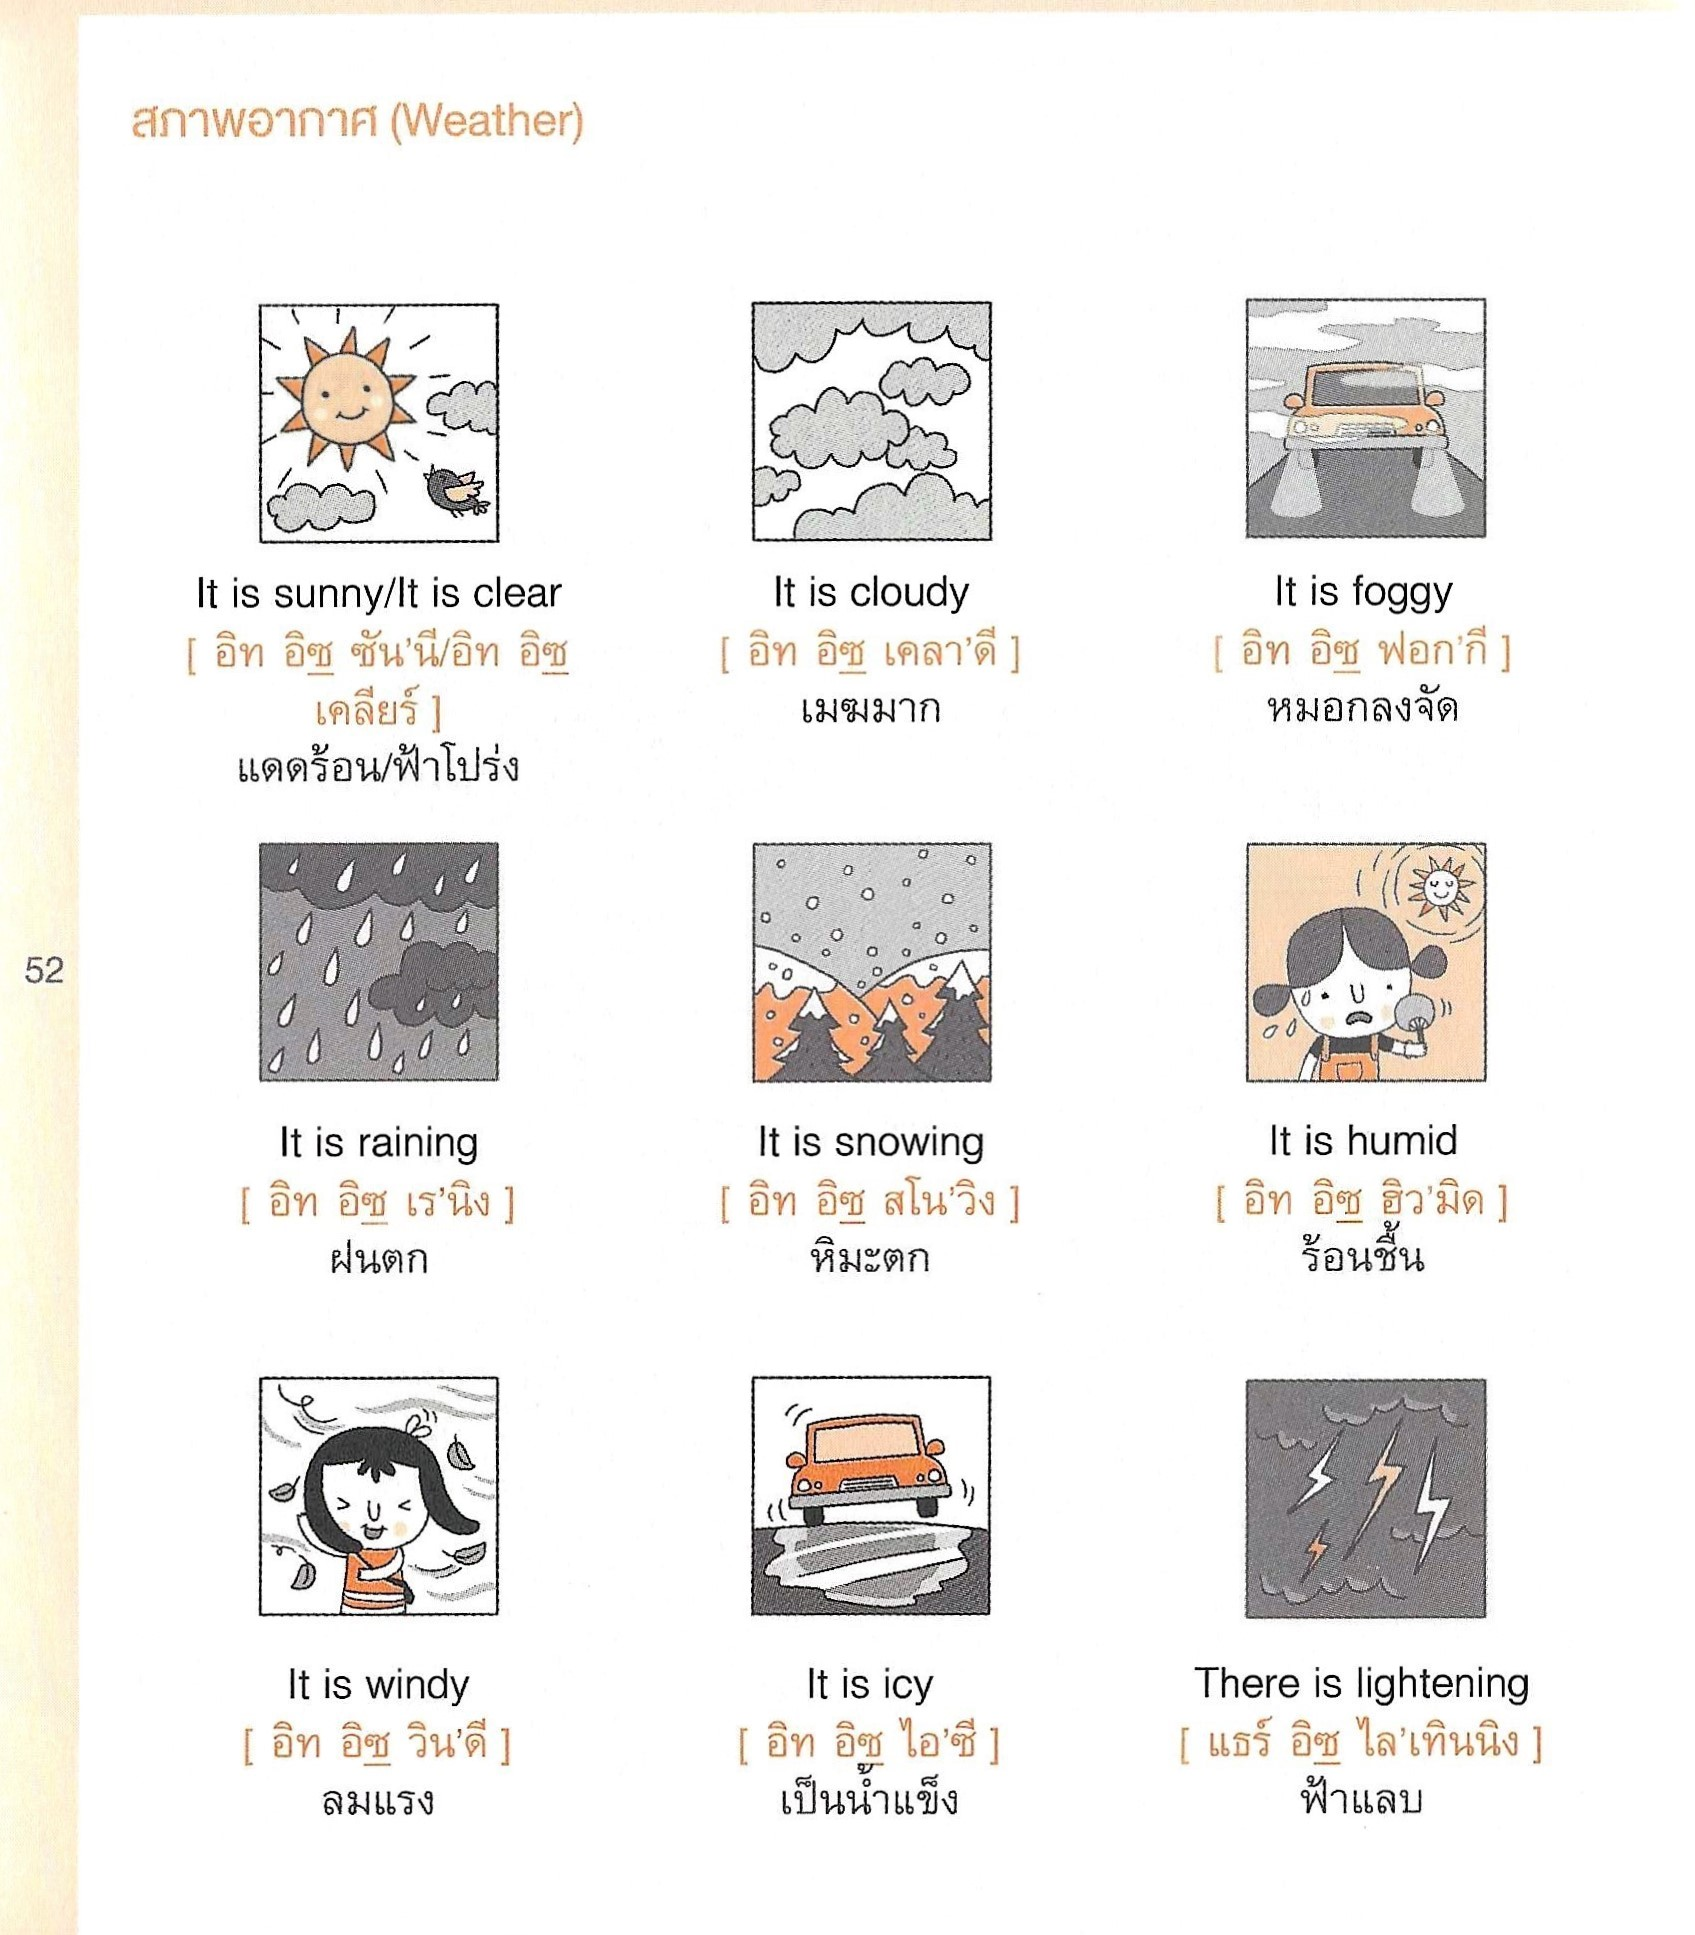 สภาพอากาศ (Weather)
It is sunny/It is clear
[ อิท อิซ ซัน'นี/อิท อิซ
เคลียร์ ]
แดดร้อน/ฟ้าโปร่ง
It is cloudy
[ อิท อิซ เคลา'ดี ]
เมฆมาก
It is foggy
[ อิท อิซ ฟอก'กี ]
หมอกลงจัด
52
It is raining
[ อิท อิซ เร'นิง ]
ฝนตก
It is snowing
[ อิท อิซ สโน'วิง ]
หิมะตก
It is humid
[ อิท อิซ ฮิว'มิด ]
ร้อนชื้น
It is windy
[ อิท อิซ วิน'ดี ]
ลมแรง
It is icy
[ อิท อิซ ไอ'ซี ]
เป็นน้ำแข็ง
There is lightening
[ แธร์ อิซ ไล'เทินนิง ]
ฟ้าแลบ